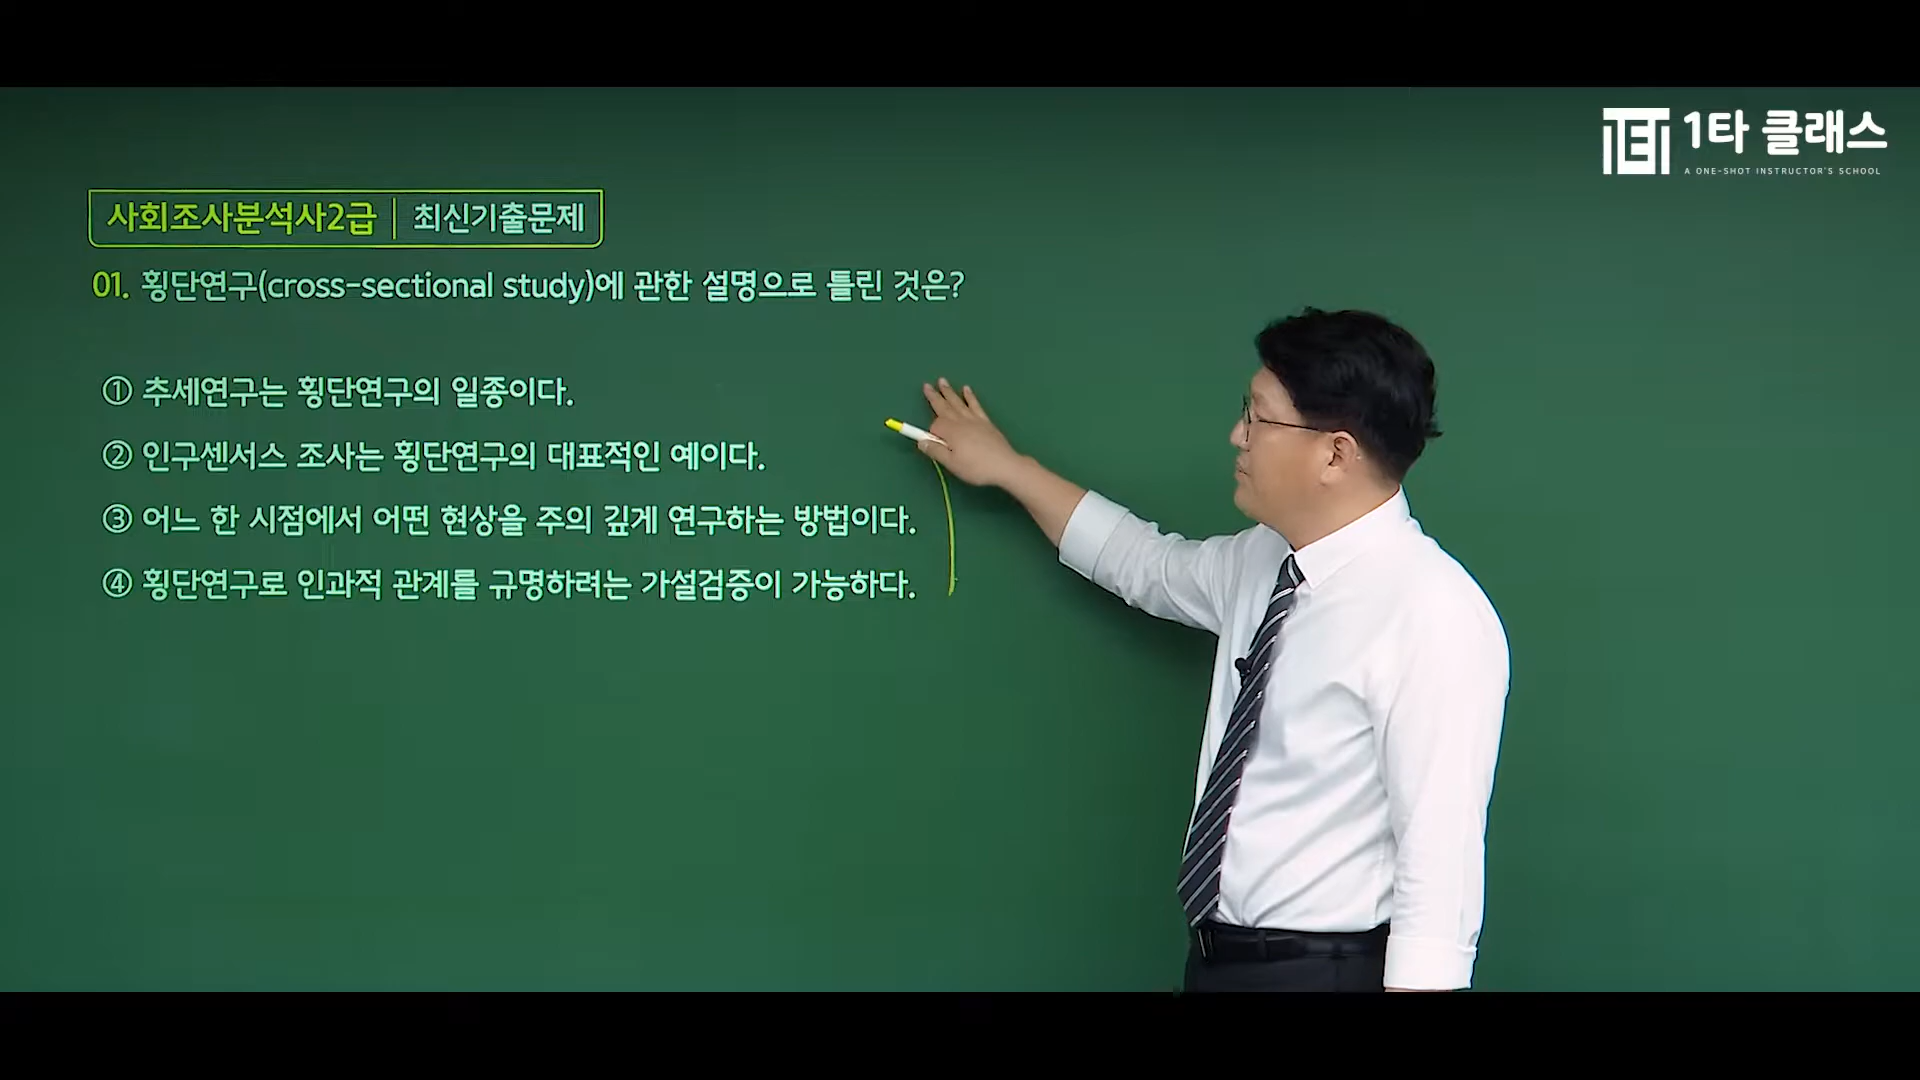 1타 클래스
A ONE-SHOT INSTRUCTOR'S SCHOOL
사회조사분석사2급 | 최신기출문제
01. 횡단연구(cross-sectional study)에 관한 설명으로 틀린 것은?
① 추세연구는 횡단연구의 일종이다.
② 인구센서스 조사는 횡단연구의 대표적인 예이다.
③ 어느 한 시점에서 어떤 현상을 주의 깊게 연구하는 방법이다.
④ 횡단연구로 인과적 관계를 규명하려는 가설검증이 가능하다.